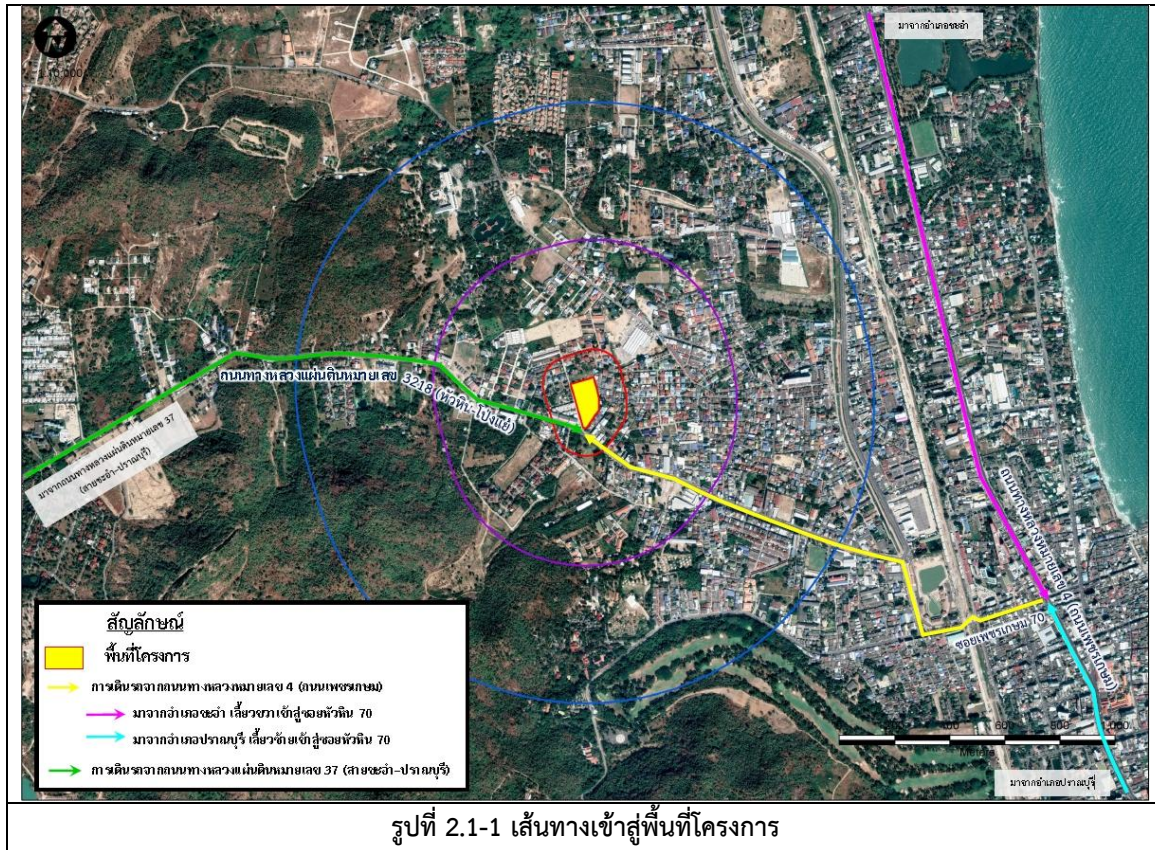 มาจากอำเภอชะอำ
1:10,000
ถนนทางหลวงแผ่นดินหมายเลข 3218 (หัวหิน-โป่งแย้)
มาจากถนนทางหลวงแผ่นดินหมายเลข 37
(สายชะอำ-ปราณบุรี)
ถนนทางหลวงหมายเลข 4 (ถนนเพชรเกษม)
ซอยเพชรเกษม 70
สัญลักษณ์
พื้นที่โครงการ
การเดินรถจากถนนทางหลวงหมายเลข 4 (ถนนเพชรเกษม)
มาจากอำเภอชะอำ เลี้ยวขวาเข้าสู่ซอยหัวหิน 70
มาจากอำเภอปราณบุรี เลี้ยวซ้ายเข้าสู่ซอยหัวหิน 70
การเดินรถจากถนนทางหลวงแผ่นดินหมายเลข 37 (สายชะอำ-ปราณบุรี)
600
Meters
มาจากอำเภอปราณบุรี
รูปที่ 2.1-1 เส้นทางเข้าสู่พื้นที่โครงการ